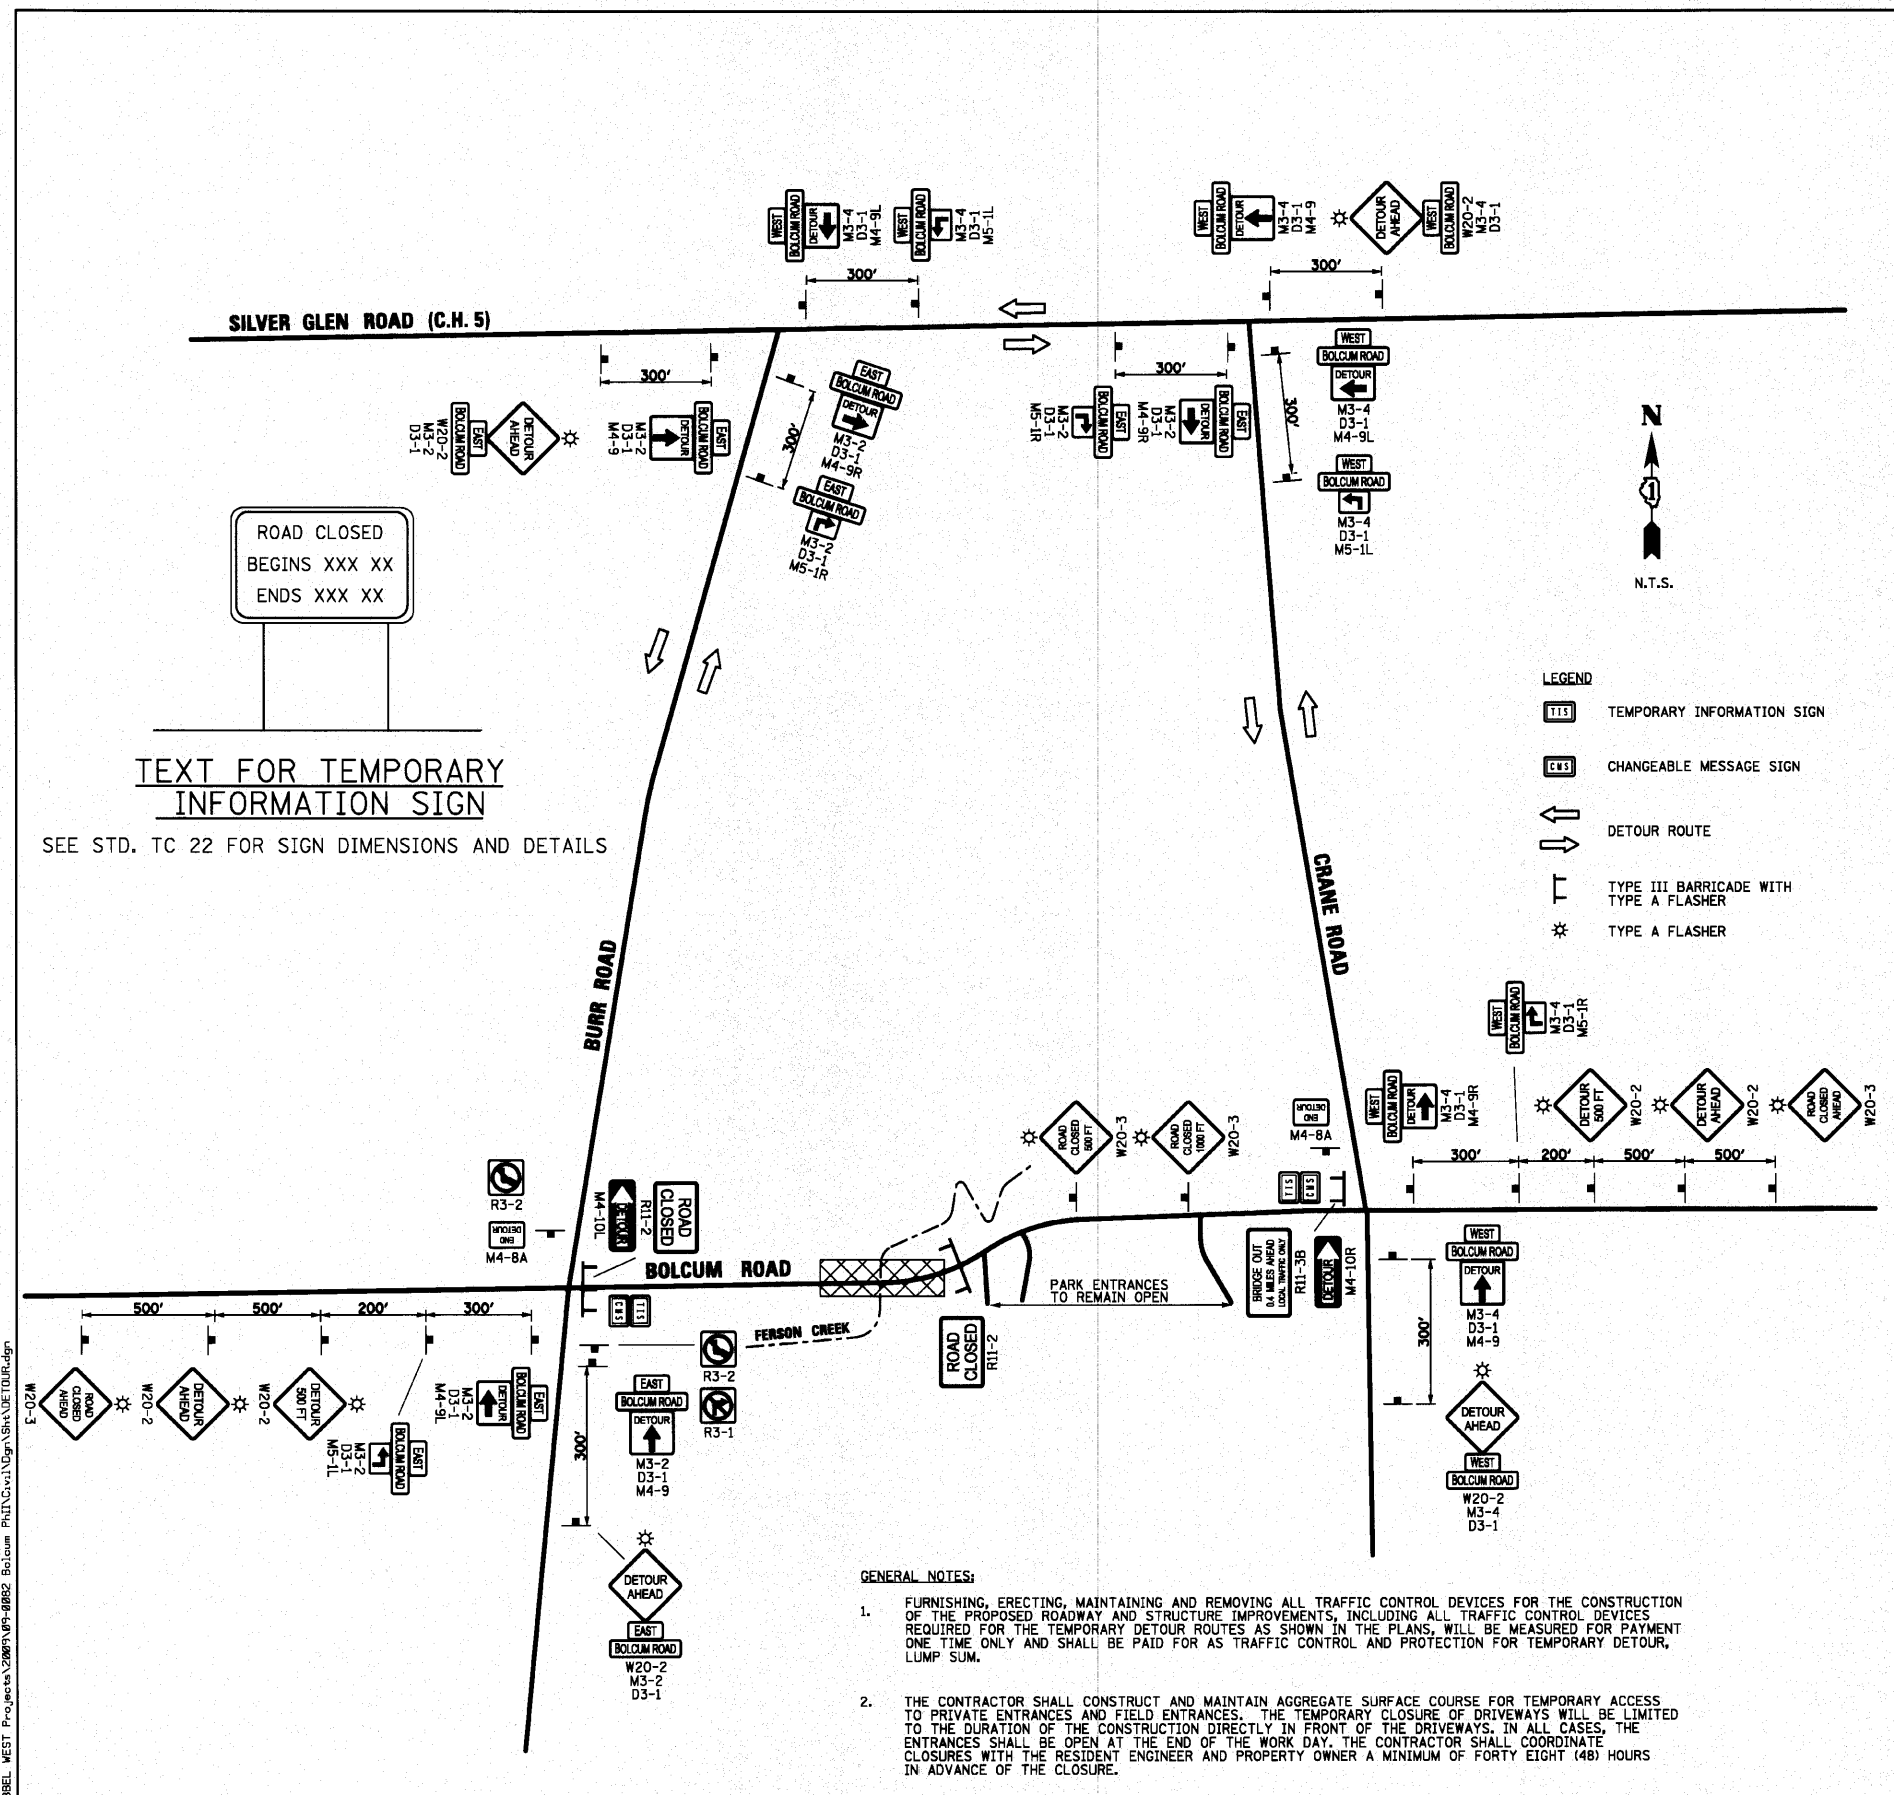 WEST
BOLCUM ROAD
DETOUR
M3-4
D3-1
M4-9L
WEST
BOLCUM ROAD
M3-4
D3-1
M5-1L
300'
WEST
BOLCUM ROAD
DETOUR
M3-4
D3-1
M4-9
DETOUR
AHEAD
WEST
BOLCUM ROAD
W20-2
M3-4
D3-1
300'
SILVER GLEN ROAD (C.H. 5)
300'
BOLCUM ROAD
EAST
W20-2
M3-2
D3-1
DETOUR
AHEAD
EAST
BOLCUM ROAD
DETOUR
M3-2
D3-1
M4-9
300'
EAST
BOLCUM ROAD
DETOUR
M3-2
D3-1
M4-9R
EAST
BOLCUM ROAD
M3-2
D3-1
M5-1R
300'
EAST
BOLCUM ROAD
M3-2
D3-1
M5-1R
EAST
BOLCUM ROAD
DETOUR
M3-2
D3-1
M4-9R
300'
WEST
BOLCUM ROAD
DETOUR
M3-4
D3-1
M4-9L
WEST
BOLCUM ROAD
M3-4
D3-1
M5-1L
N
1
N.T.S.
ROAD CLOSED
BEGINS XXX XX
ENDS XXX XX
TEXT FOR TEMPORARY
INFORMATION SIGN
SEE STD. TC 22 FOR SIGN DIMENSIONS AND DETAILS
LEGEND
TIS
TEMPORARY INFORMATION SIGN
CMS
CHANGEABLE MESSAGE SIGN
DETOUR ROUTE
TYPE III BARRICADE WITH
TYPE A FLASHER
TYPE A FLASHER
BURR ROAD
CRANE ROAD
WEST
BOLCUM ROAD
M3-4
D3-1
M5-1R
WEST
BOLCUM ROAD
DETOUR
M3-4
D3-1
M4-9R
DETOUR
500 FT
W20-2
DETOUR
AHEAD
W20-2
ROAD
CLOSED
AHEAD
W20-3
300'
200'
500'
500'
ROAD
CLOSED
500 FT
W20-3
ROAD
CLOSED
1000 FT
W20-3
END
DETOUR
M4-8A
TIS
CMS
R3-2
END
DETOUR
M4-8A
DETOUR
M4-10L
ROAD
CLOSED
R11-2
BOLCUM ROAD
CMS
TIS
FERSON CREEK
PARK ENTRANCES
TO REMAIN OPEN
ROAD
CLOSED
R11-2
BRIDGE OUT
0.4 MILES AHEAD
LOCAL TRAFFIC ONLY
R11-3B
DETOUR
M4-10R
WEST
BOLCUM ROAD
DETOUR
M3-4
D3-1
M4-9
300'
DETOUR
AHEAD
WEST
BOLCUM ROAD
W20-2
M3-4
D3-1
500'
500'
200'
300'
ROAD
CLOSED
AHEAD
W20-3
DETOUR
AHEAD
W20-2
DETOUR
500 FT
W20-2
EAST
BOLCUM ROAD
M3-2
D3-1
M5-1L
EAST
BOLCUM ROAD
DETOUR
M3-2
D3-1
M4-9L
R3-2
R3-1
EAST
BOLCUM ROAD
DETOUR
M3-2
D3-1
M4-9
300'
DETOUR
AHEAD
EAST
BOLCUM ROAD
W20-2
M3-2
D3-1
GENERAL NOTES:
1. FURNISHING, ERECTING, MAINTAINING AND REMOVING ALL TRAFFIC CONTROL DEVICES FOR THE CONSTRUCTION
OF THE PROPOSED ROADWAY AND STRUCTURE IMPROVEMENTS, INCLUDING ALL TRAFFIC CONTROL DEVICES
REQUIRED FOR THE TEMPORARY DETOUR ROUTES AS SHOWN IN THE PLANS, WILL BE MEASURED FOR PAYMENT
ONE TIME ONLY AND SHALL BE PAID FOR AS TRAFFIC CONTROL AND PROTECTION FOR TEMPORARY DETOUR,
LUMP SUM.
2. THE CONTRACTOR SHALL CONSTRUCT AND MAINTAIN AGGREGATE SURFACE COURSE FOR TEMPORARY ACCESS
TO PRIVATE ENTRANCES AND FIELD ENTRANCES. THE TEMPORARY CLOSURE OF DRIVEWAYS WILL BE LIMITED
TO THE DURATION OF THE CONSTRUCTION DIRECTLY IN FRONT OF THE DRIVEWAYS. IN ALL CASES, THE
ENTRANCES SHALL BE OPEN AT THE END OF THE WORK DAY. THE CONTRACTOR SHALL COORDINATE
CLOSURES WITH THE RESIDENT ENGINEER AND PROPERTY OWNER A MINIMUM OF FORTY EIGHT (48) HOURS
IN ADVANCE OF THE CLOSURE.
WEST Projects\2009\09-0082 Bolcum PhII\Civil\Dgn\Sht\DETOUR.dgn